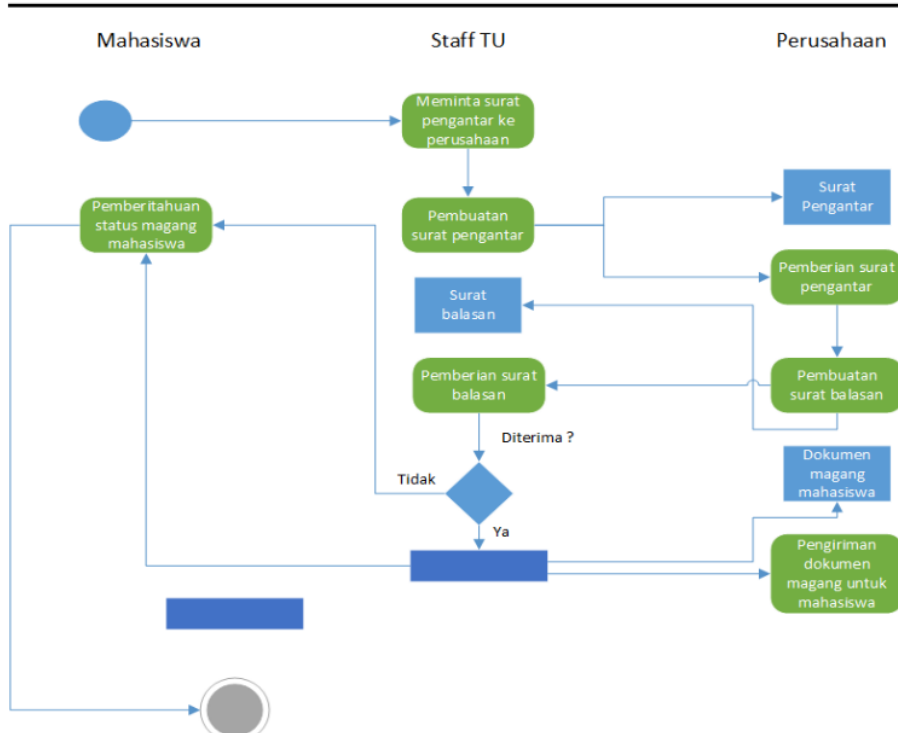 Mahasiswa
Staff TU
Perusahaan
Meminta surat
pengantar ke
perusahaan
Surat
Pengantar
Pemberitahuan
status magang
mahasiswa
Pembuatan
surat pengantar
Pemberian surat
pengantar
Surat
balasan
Pemberian surat
balasan
Pembuatan
surat balasan
Diterima ?
Tidak
Dokumen
magang
mahasiswa
Ya
Pengiriman
dokumen
magang untuk
mahasiswa